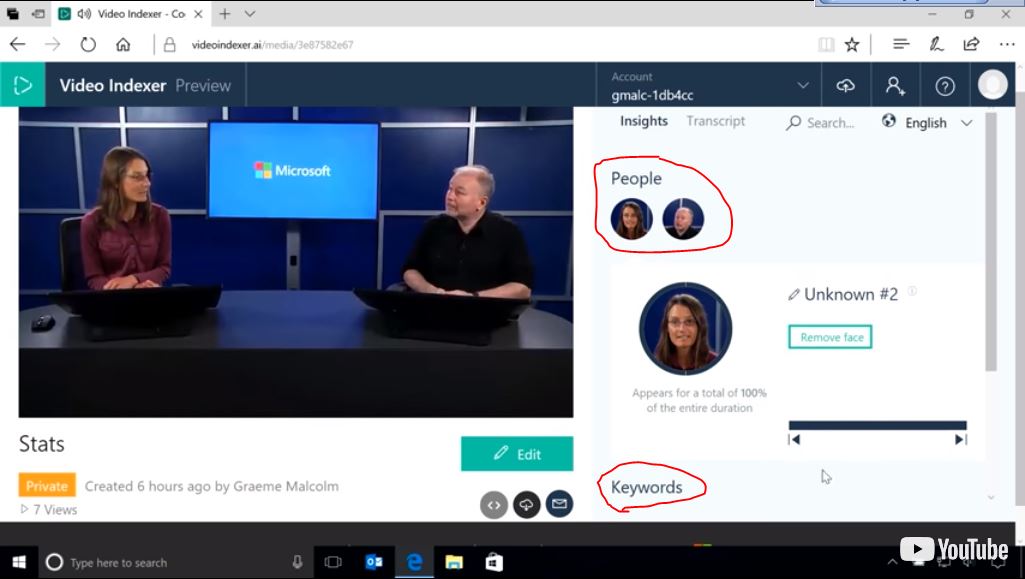 Video Indexer - Co
videoindexer.ai/media/3e87582e67
Video Indexer Preview
Account
gmalc-1db4cc
Insights Transcript Search... English
Microsoft
People
Unknown #2
Remove face
Appears for a total of 100%
of the entire duration
Stats
Edit
Private Created 6 hours ago by Graeme Malcolm
7 Views
Keywords
Type here to search
YouTube